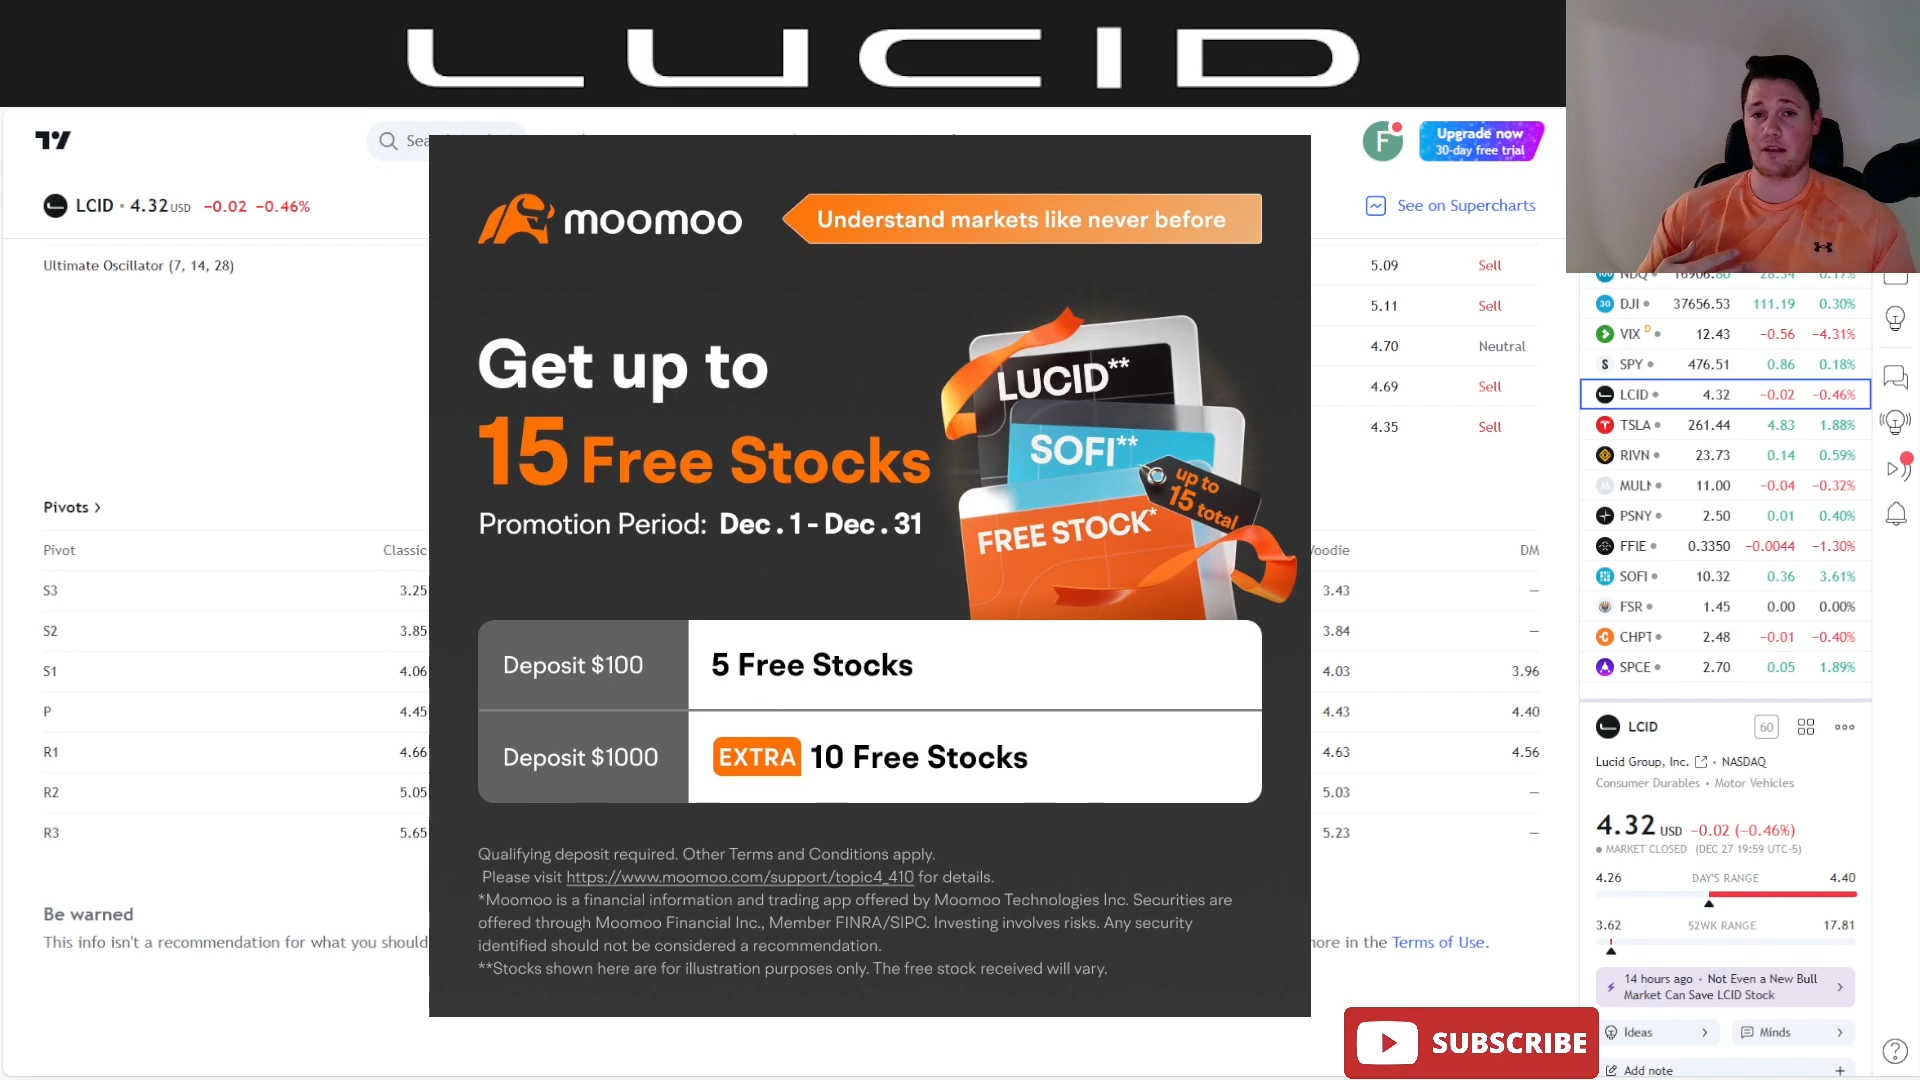 LUCID
Sea
F
Upgrade now
30-day free trial
LCID • 4.32 USD −0.02 −0.46%
See on Supercharts
moomoo
Understand markets like never before
Get up to
15 Free Stocks
Promotion Period: Dec . 1 - Dec . 31
LUCID**
SOFI**
FREE STOCK*
up to
15 total
Deposit $100 5 Free Stocks
Deposit $1000 EXTRA 10 Free Stocks
Qualifying deposit required. Other Terms and Conditions apply.
Please visit https://www.moomoo.com/support/topic4_410 for details.
*Moomoo is a financial information and trading app offered by Moomoo Technologies Inc. Securities are
offered through Moomoo Financial Inc., Member FINRA/SIPC. Investing involves risks. Any security
identified should not be considered a recommendation.
**Stocks shown here are for illustration purposes only. The free stock received will vary.
Ultimate Oscillator (7, 14, 28)
5.09 Sell
5.11 Sell
4.70 Neutral
4.69 Sell
4.35 Sell
Pivots
Pivot Classic oodie DM
S3 3.25 3.43 —
S2 3.85 3.84 —
S1 4.06 4.03 3.96
P 4.45 4.43 4.40
R1 4.66 4.63 4.56
R2 5.05 5.03 —
R3 5.65 5.23 —
Be warned
This info isn't a recommendation for what you should ore in the Terms of Use.
NDQ 16906.80 28.54 0.17%
30 DJI 37656.53 111.19 0.30%
VIX D 12.43 −0.56 −4.31%
S SPY 476.51 0.86 0.18%
LCID 4.32 −0.02 −0.46%
TSLA 261.44 4.83 1.88%
RIVN 23.73 0.14 0.59%
M MULN 11.00 −0.04 −0.32%
PSNY 2.50 0.01 0.40%
FFIE 0.3350 −0.0044 −1.30%
SOFI 10.32 0.36 3.61%
FSR 1.45 0.00 0.00%
CHPT 2.48 −0.01 −0.40%
SPCE 2.70 0.05 1.89%
LCID 60
Lucid Group, Inc. • NASDAQ
Consumer Durables • Motor Vehicles
4.32 USD −0.02 (−0.46%)
MARKET CLOSED (DEC 27 19:59 UTC-5)
4.26 DAY'S RANGE 4.40
3.62 52WK RANGE 17.81
14 hours ago • Not Even a New Bull
Market Can Save LCID Stock
Ideas Minds
Add note +
SUBSCRIBE